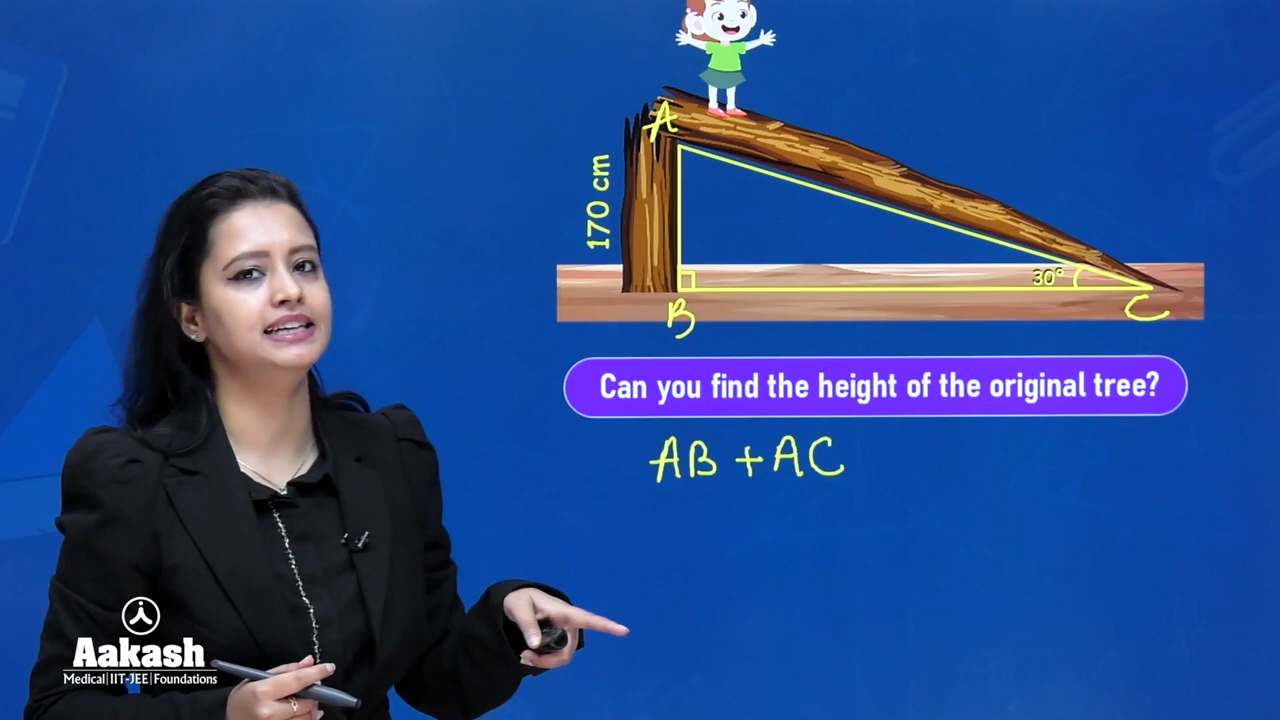 A
170 cm
30°
B
C
Can you find the height of the original tree?
AB + AC
Aakash
Medical|IIT-JEE|Foundations